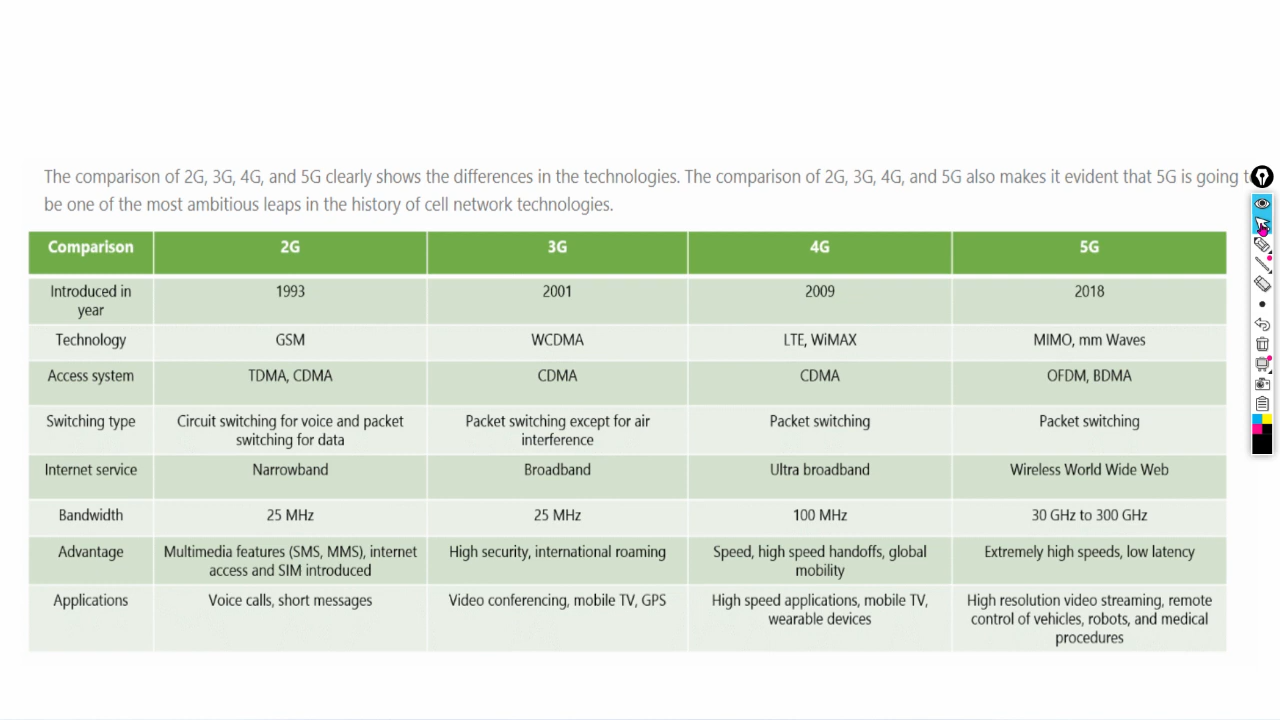 The comparison of 2G, 3G, 4G, and 5G clearly shows the differences in the technologies. The comparison of 2G, 3G, 4G, and 5G also makes it evident that 5G is going
be one of the most ambitious leaps in the history of cell network technologies.
Comparison 2G 3G 4G 5G
Introduced in year 1993 2001 2009 2018
Technology GSM WCDMA LTE, WiMAX MIMO, mm Waves
Access system TDMA, CDMA CDMA CDMA OFDM, BDMA
Switching type Circuit switching for voice and packet switching for data Packet switching except for air interference Packet switching Packet switching
Internet service Narrowband Broadband Ultra broadband Wireless World Wide Web
Bandwidth 25 MHz 25 MHz 100 MHz 30 GHz to 300 GHz
Advantage Multimedia features (SMS, MMS), internet access and SIM introduced High security, international roaming Speed, high speed handoffs, global mobility Extremely high speeds, low latency
Applications Voice calls, short messages Video conferencing, mobile TV, GPS High speed applications, mobile TV, wearable devices High resolution video streaming, remote control of vehicles, robots, and medical procedures